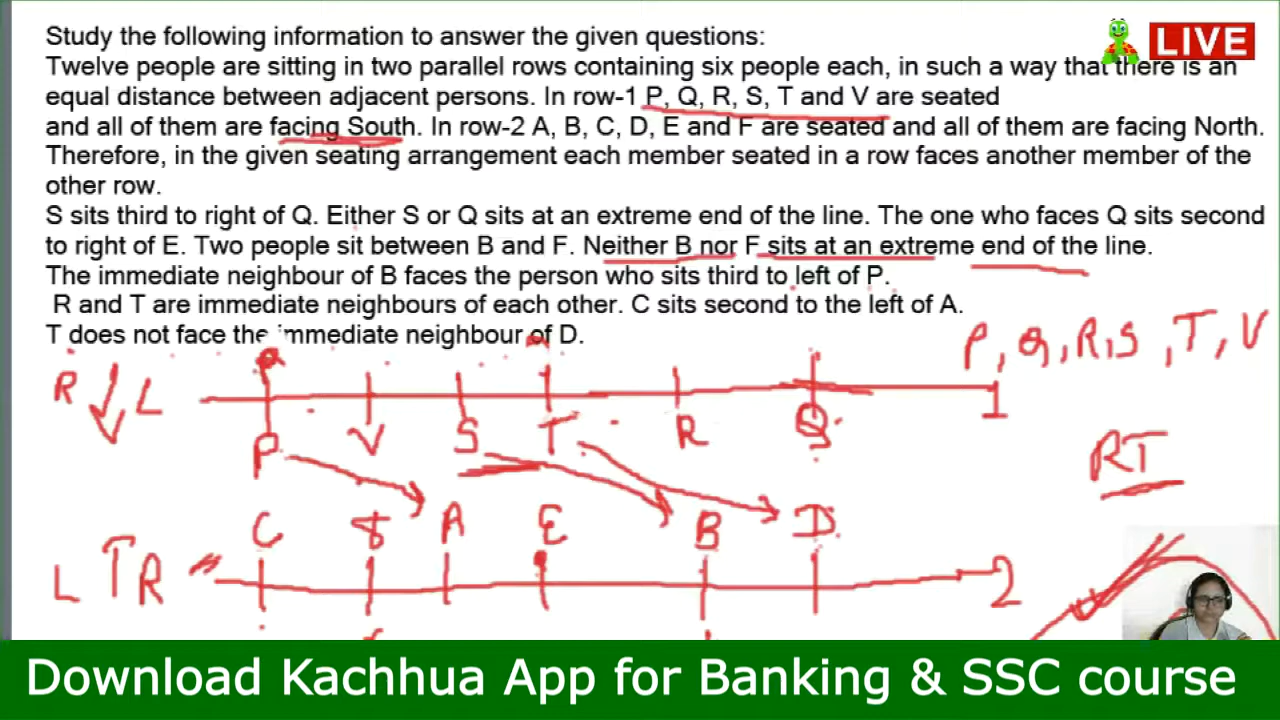 Study the following information to answer the given questions:
LIVE
Twelve people are sitting in two parallel rows containing six people each, in such a way that there is an
equal distance between adjacent persons. In row-1 P, Q, R, S, T and V are seated
and all of them are facing South. In row-2 A, B, C, D, E and F are seated and all of them are facing North.
Therefore, in the given seating arrangement each member seated in a row faces another member of the
other row.
S sits third to right of Q. Either S or Q sits at an extreme end of the line. The one who faces Q sits second
to right of E. Two people sit between B and F. Neither B nor F sits at an extreme end of the line.
The immediate neighbour of B faces the person who sits third to left of P.
R and T are immediate neighbours of each other. C sits second to the left of A.
T does not face the immediate neighbour of D.
P, Q, R, S, T, V
R L 1
P V S T R Q
RT
C F A E B D
L R 2
Download Kachhua App for Banking & SSC course